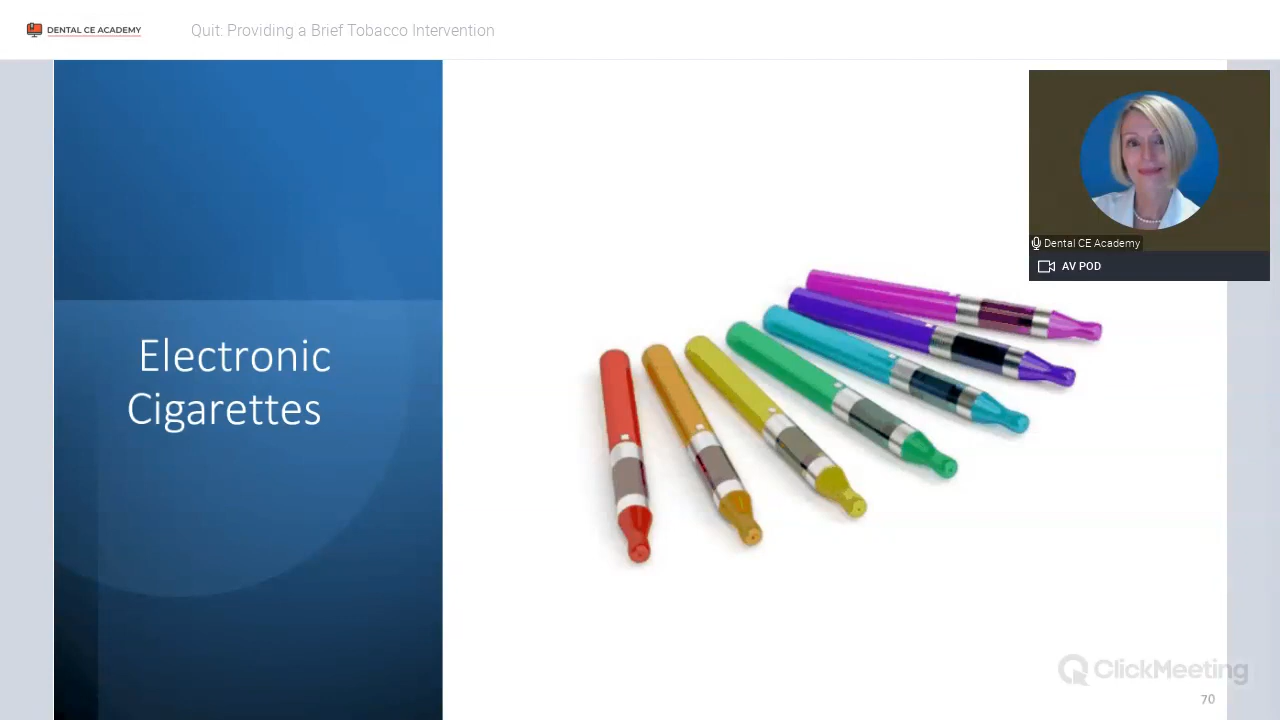 DENTAL CE ACADEMY
Quit: Providing a Brief Tobacco Intervention
Dental CE Academy
AV POD
Electronic
Cigarettes
ClickMeeting
70